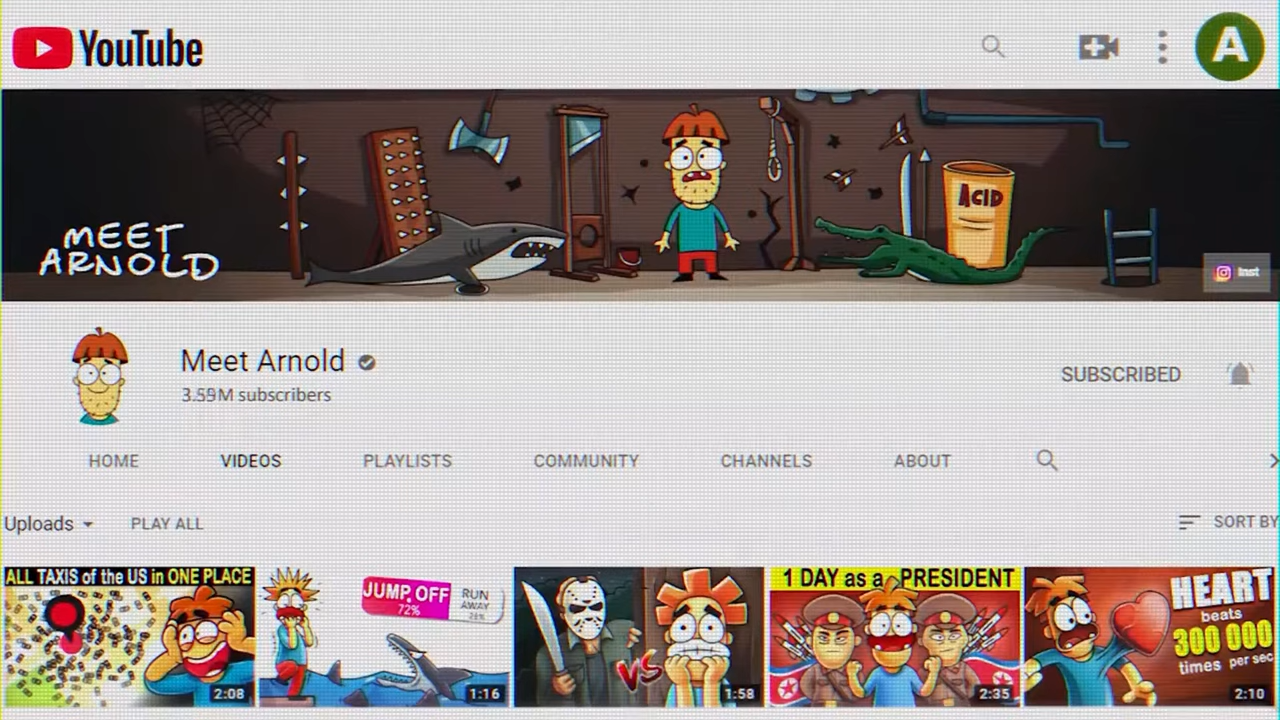 YouTube
A
ACID
MEET
ARNOLD
Inst
Meet Arnold
3.59M subscribers
SUBSCRIBED
HOME VIDEOS PLAYLISTS COMMUNITY CHANNELS ABOUT
Uploads PLAY ALL SORT BY
ALL TAXIS of the US in ONE PLACE
2:08
JUMP OFF
72%
RUN
AWAY
28%
1:16
VS
1:58
1 DAY as a PRESIDENT
2:35
HEART
beats
300 000
times per sec
2:10